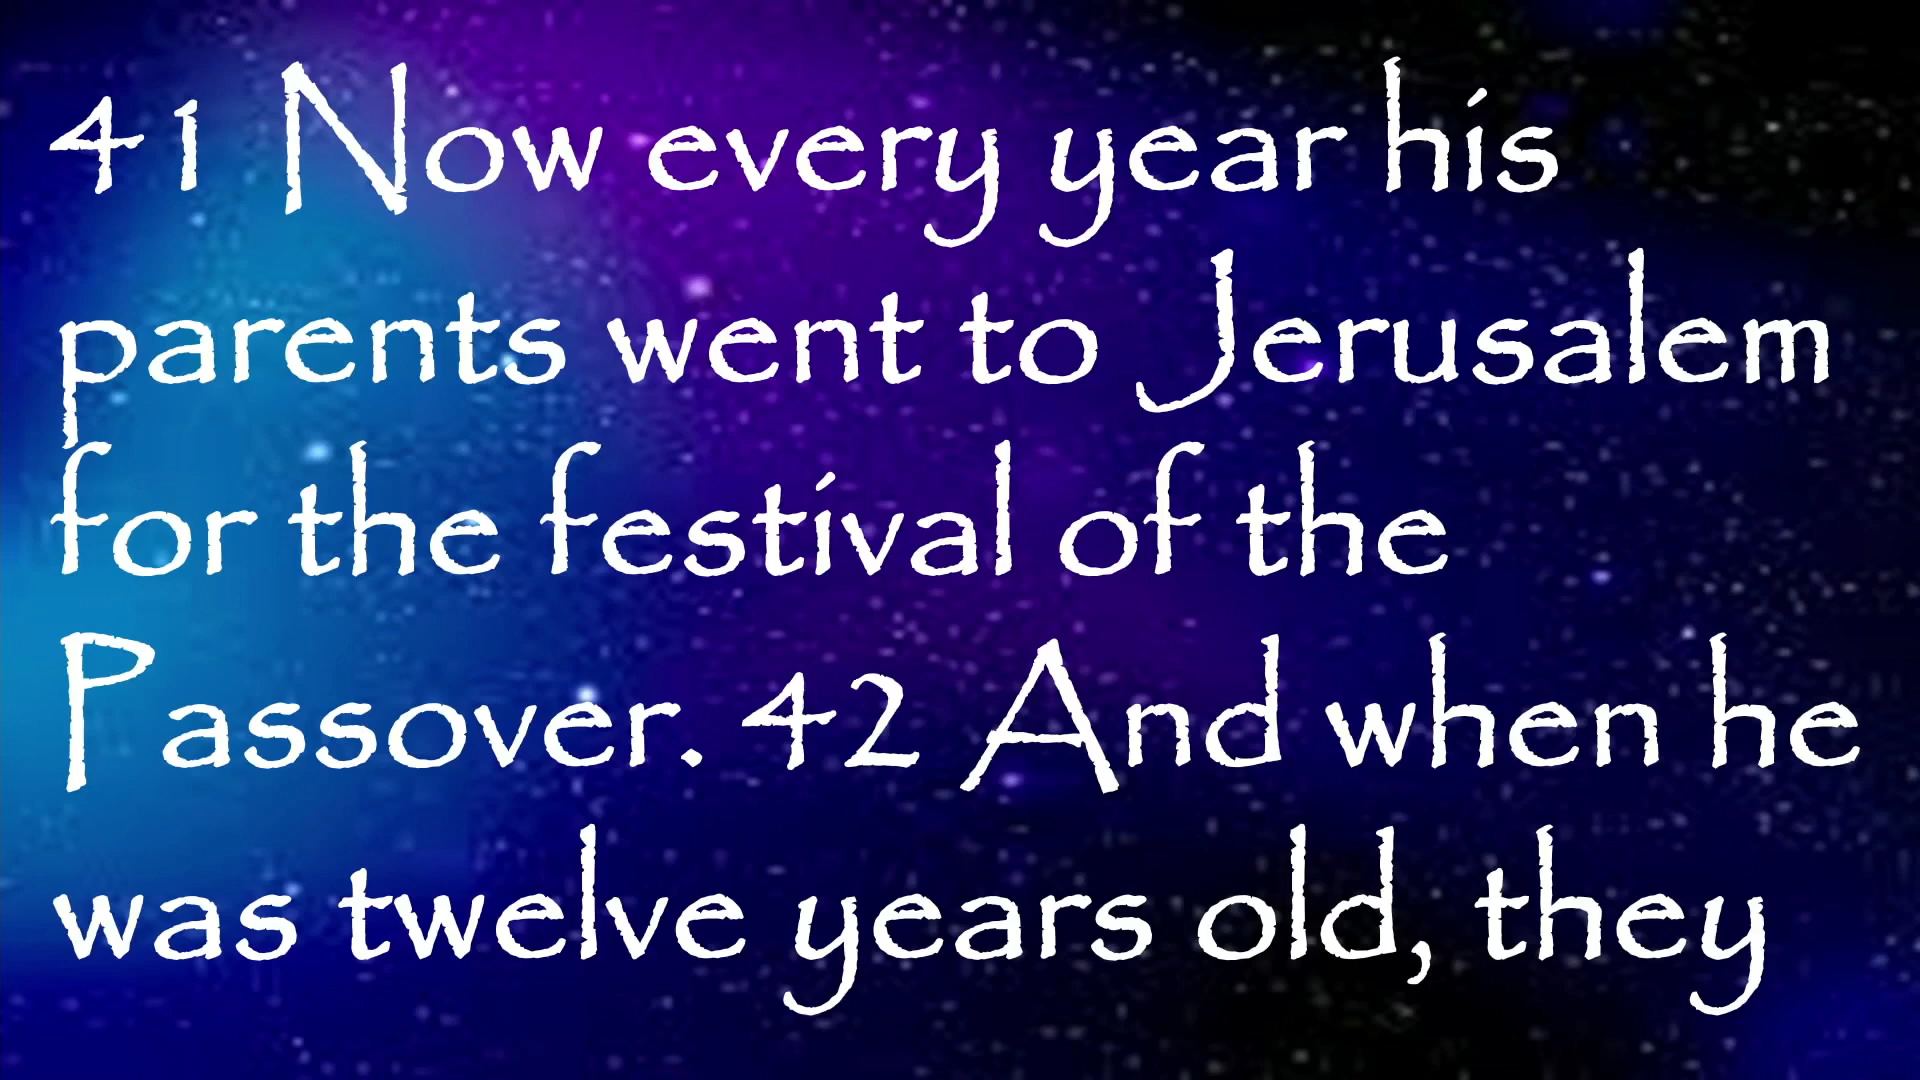 41 Now every year his
parents went to Jerusalem
for the festival of the
Passover. 42 And when he
was twelve years old, they